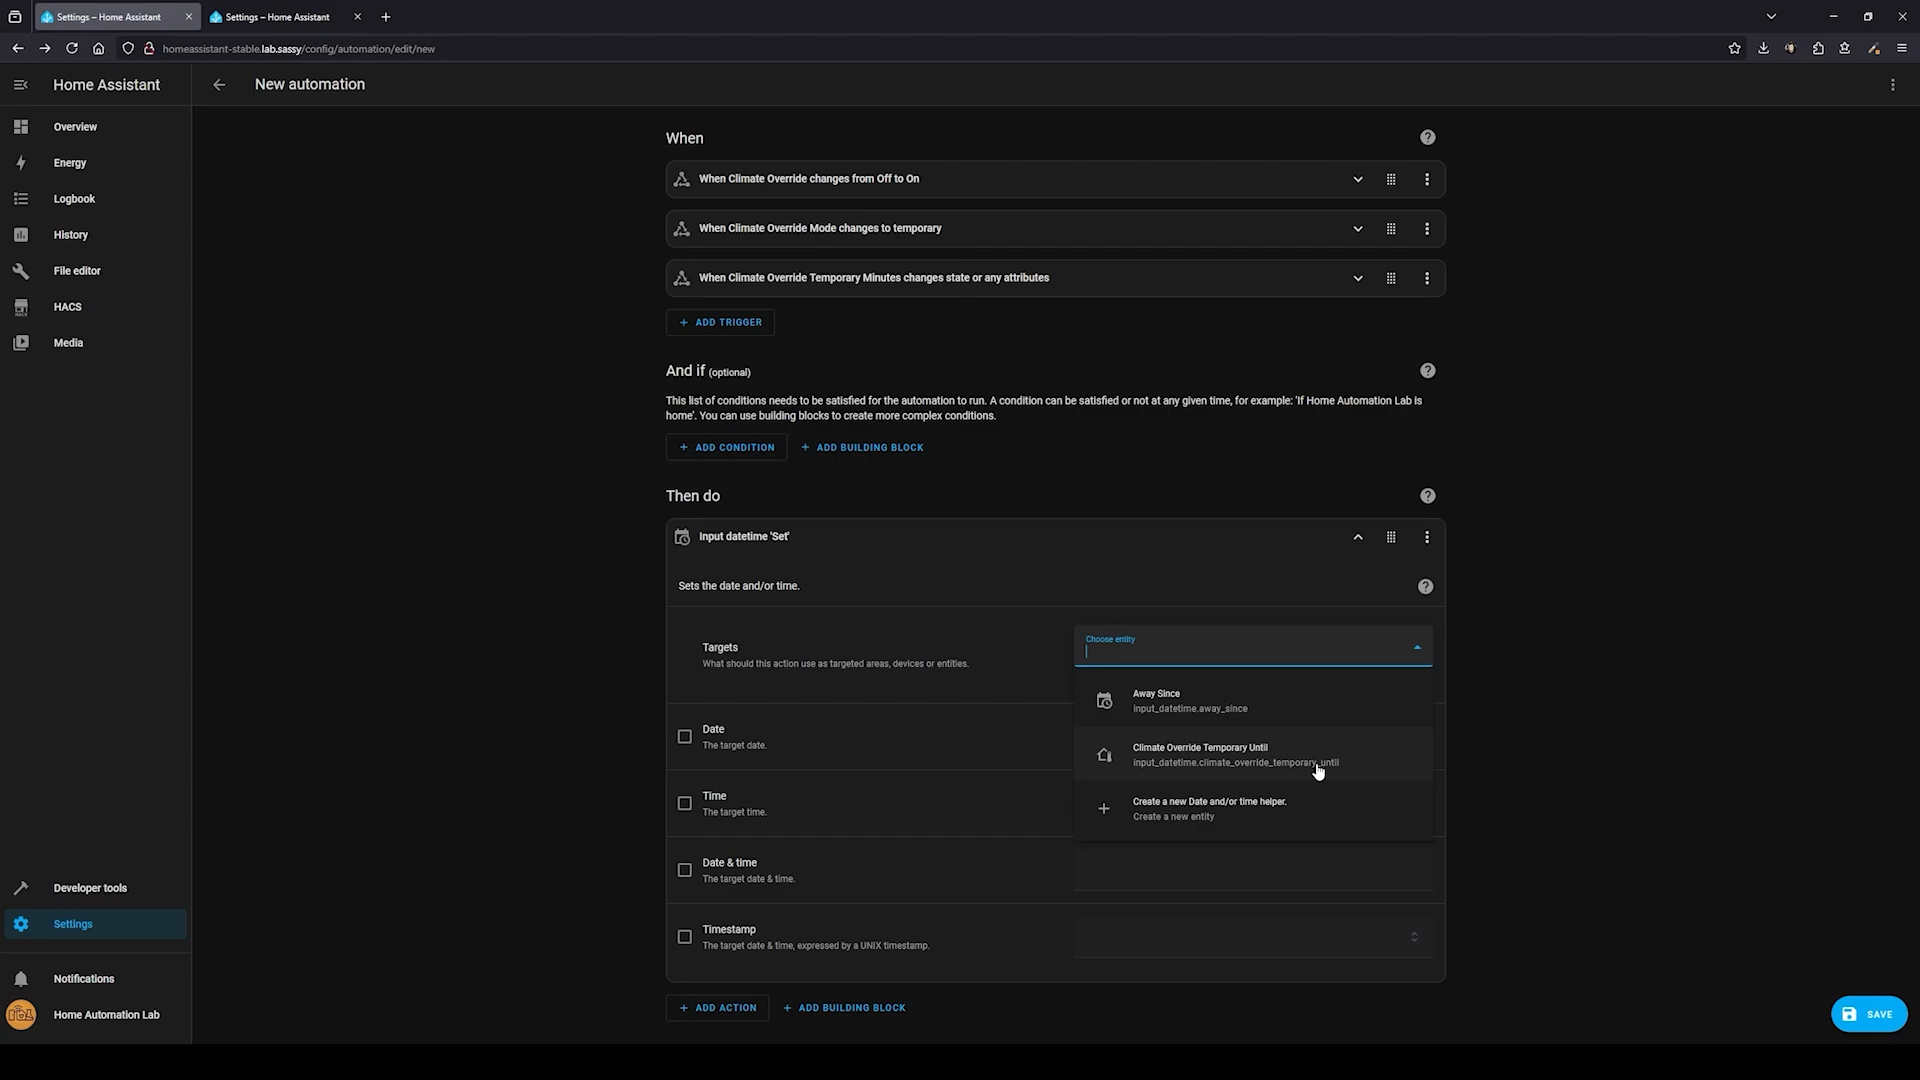 Settings – Home Assistant
Settings – Home Assistant
homeassistant-stable.lab.sassy/config/automation/edit/new
Home Assistant
New automation
Overview
Energy
Logbook
History
File editor
HACS
HACS
Media
Developer tools
Settings
Notifications
Home Automation Lab
When
When Climate Override changes from Off to On
When Climate Override Mode changes to temporary
When Climate Override Temporary Minutes changes state or any attributes
+ ADD TRIGGER
And if (optional)
This list of conditions needs to be satisfied for the automation to run. A condition can be satisfied or not at any given time, for example: 'If Home Automation Lab is
home'. You can use building blocks to create more complex conditions.
+ ADD CONDITION + ADD BUILDING BLOCK
Then do
Input datetime 'Set'
Sets the date and/or time.
Targets
What should this action use as targeted areas, devices or entities.
Choose entity
Away Since
input_datetime.away_since
Climate Override Temporary Until
input_datetime.climate_override_temporary_until
Create a new Date and/or time helper.
Create a new entity
Date
The target date.
Time
The target time.
Date & time
The target date & time.
Timestamp
The target date & time, expressed by a UNIX timestamp.
+ ADD ACTION + ADD BUILDING BLOCK
SAVE